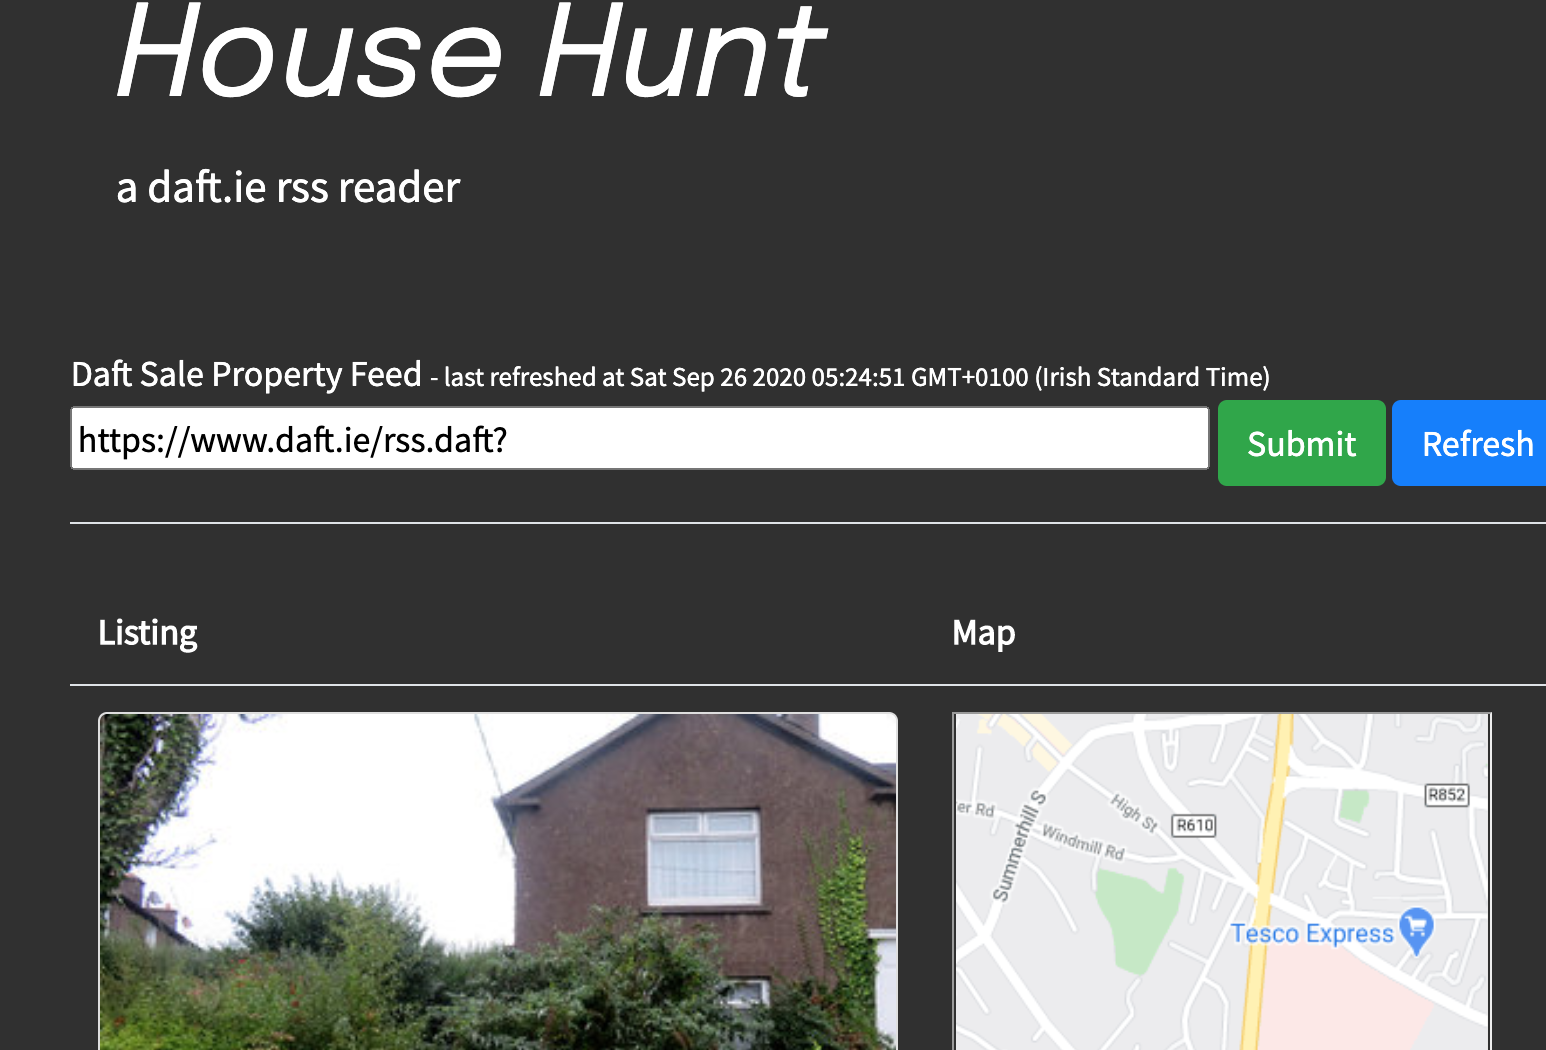 House Hunt
a daft.ie rss reader
Daft Sale Property Feed - last refreshed at Sat Sep 26 2020 05:24:51 GMT+0100 (Irish Standard Time)
https://www.daft.ie/rss.daft?
Submit
Refresh
Listing
Map
R852
er Rd
High St
R610
Summerhill S
Windmill Rd
Tesco Express